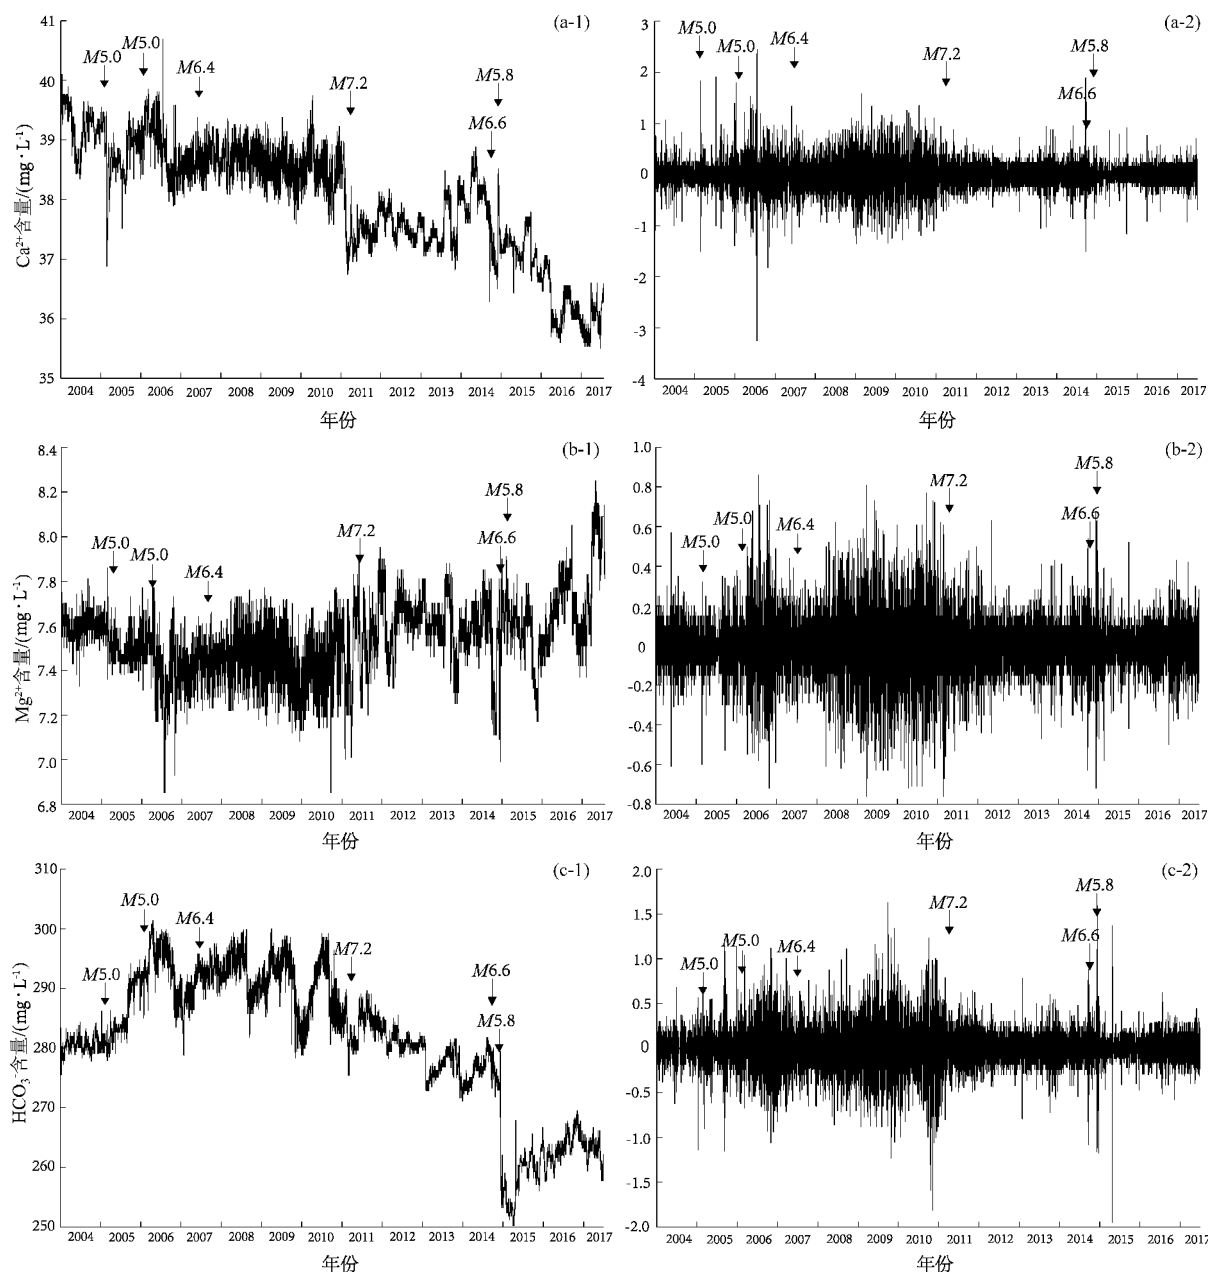 (a-1)
41
40
39
38
37
36
35
M5.0
M5.0
M6.4
M7.2
M5.8
M6.6
Ca²⁺含量/(mg·L⁻¹)
2004 2005 2006 2007 2008 2009 2010 2011 2012 2013 2014 2015 2016 2017
年份
(a-2)
3
2
1
0
-1
-2
-3
-4
M5.0
M5.0
M6.4
M7.2
M5.8
M6.6
2004 2005 2006 2007 2008 2009 2010 2011 2012 2013 2014 2015 2016 2017
年份
(b-1)
8.4
8.2
8.0
7.8
7.6
7.4
7.2
7.0
6.8
M5.0
M5.0
M6.4
M7.2
M5.8
M6.6
Mg²⁺含量/(mg·L⁻¹)
2004 2005 2006 2007 2008 2009 2010 2011 2012 2013 2014 2015 2016 2017
年份
(b-2)
1.0
0.8
0.6
0.4
0.2
0
-0.2
-0.4
-0.6
-0.8
M5.0
M5.0
M6.4
M7.2
M5.8
M6.6
2004 2005 2006 2007 2008 2009 2010 2011 2012 2013 2014 2015 2016 2017
年份
(c-1)
310
300
290
280
270
260
250
M5.0
M5.0
M6.4
M7.2
M6.6
M5.8
HCO₃⁻含量/(mg·L⁻¹)
2004 2005 2006 2007 2008 2009 2010 2011 2012 2013 2014 2015 2016 2017
年份
(c-2)
2.0
1.5
1.0
0.5
0
-0.5
-1.0
-1.5
-2.0
M5.0
M5.0
M6.4
M7.2
M5.8
M6.6
2004 2005 2006 2007 2008 2009 2010 2011 2012 2013 2014 2015 2016 2017
年份